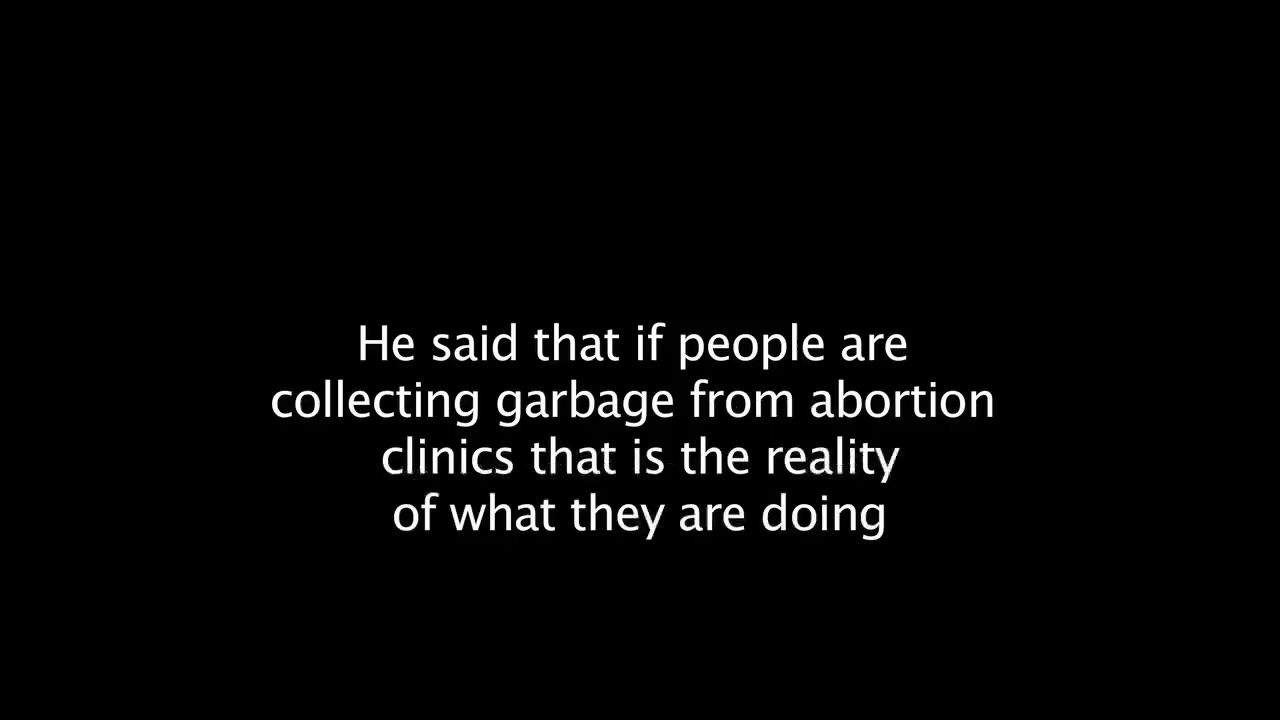 He said that if people are
collecting garbage from abortion
clinics that is the reality
of what they are doing